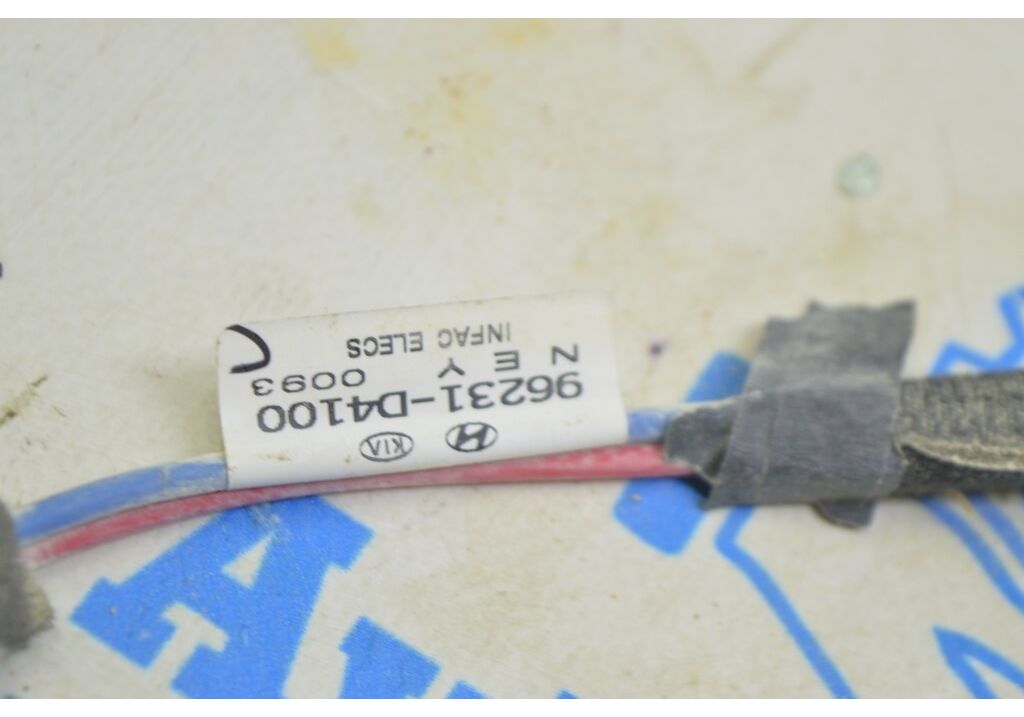 KIA
96231-D4100
N E Y 0093
INFAC ELECS